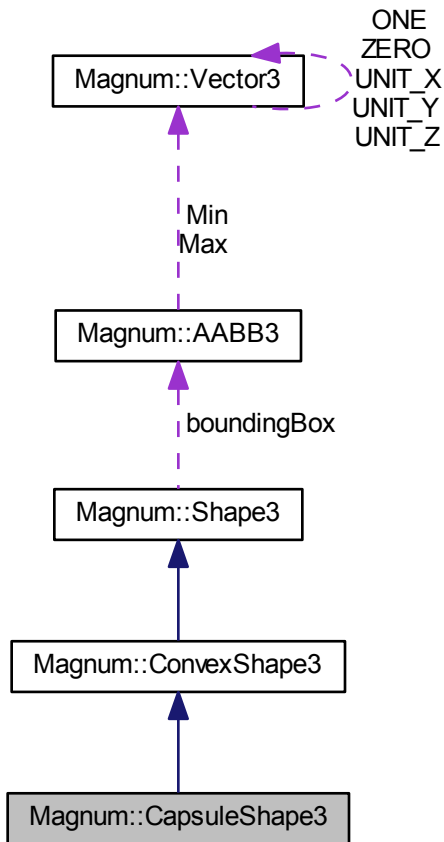 ONE
ZERO
Magnum::Vector3
UNIT_X
UNIT_Y
UNIT_Z
Min
Max
Magnum::AABB3
boundingBox
Magnum::Shape3
Magnum::ConvexShape3
Magnum::CapsuleShape3